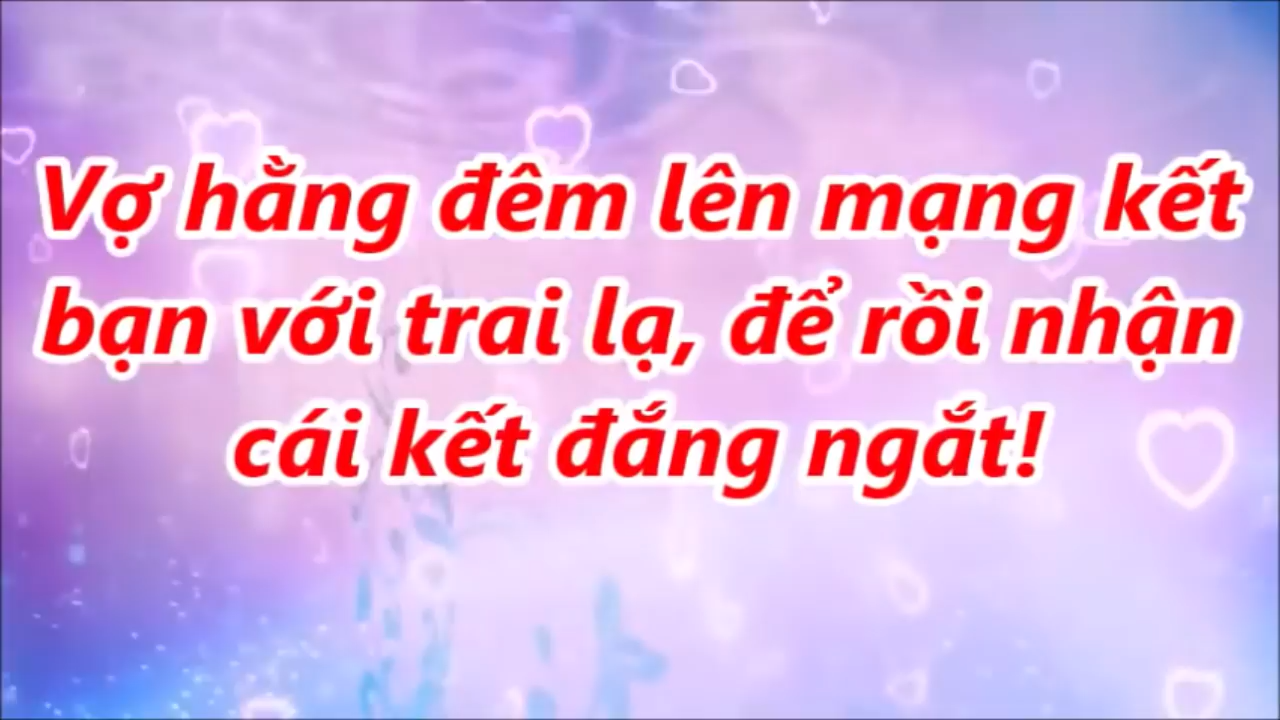 Vợ hằng đêm lên mạng kết
bạn với trai lạ, để rồi nhận
cái kết đắng ngắt!